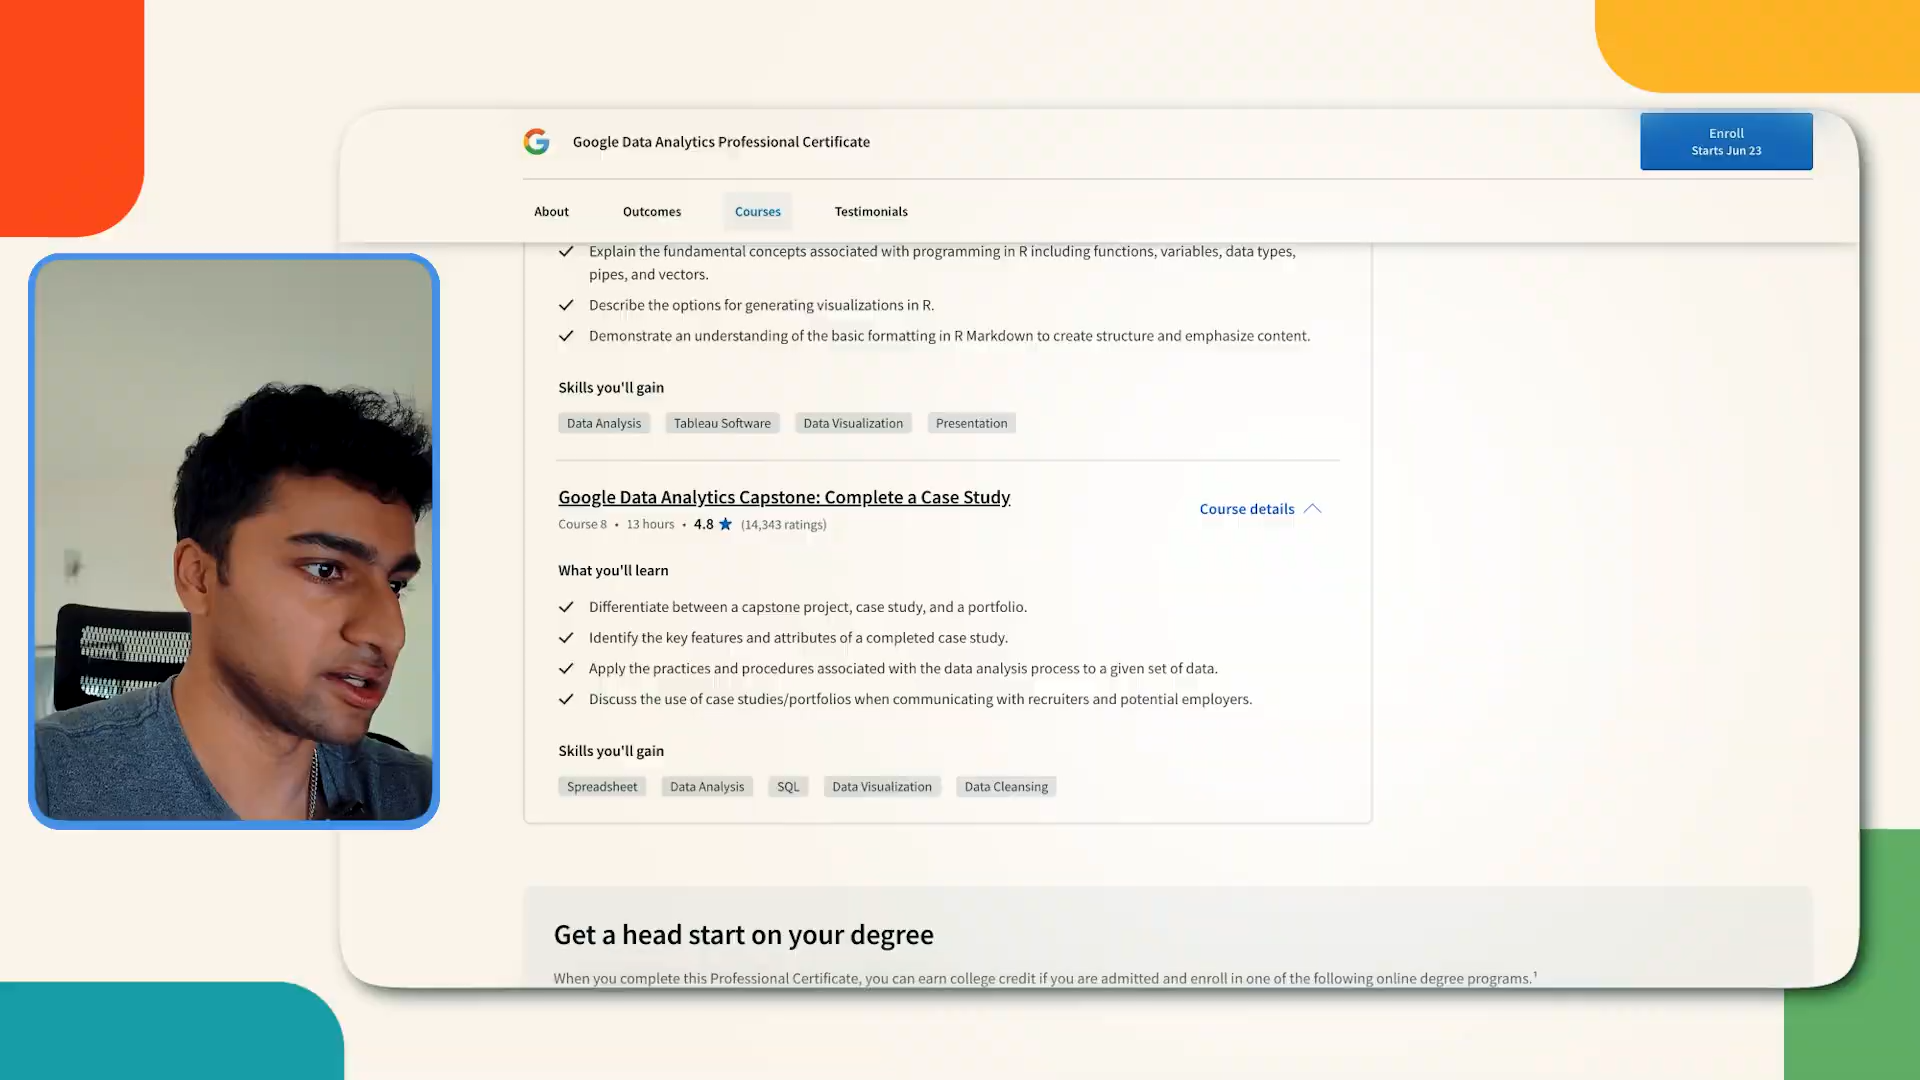 Google Data Analytics Professional Certificate
Enroll
Starts Jun 23
About Outcomes Courses Testimonials
Explain the fundamental concepts associated with programming in R including functions, variables, data types,
pipes, and vectors.
Describe the options for generating visualizations in R.
Demonstrate an understanding of the basic formatting in R Markdown to create structure and emphasize content.
Skills you'll gain
Data Analysis Tableau Software Data Visualization Presentation
Google Data Analytics Capstone: Complete a Case Study
Course details
Course 8 • 13 hours • 4.8 ★ (14,343 ratings)
What you'll learn
Differentiate between a capstone project, case study, and a portfolio.
Identify the key features and attributes of a completed case study.
Apply the practices and procedures associated with the data analysis process to a given set of data.
Discuss the use of case studies/portfolios when communicating with recruiters and potential employers.
Skills you'll gain
Spreadsheet Data Analysis SQL Data Visualization Data Cleansing
Get a head start on your degree
When you complete this Professional Certificate, you can earn college credit if you are admitted and enroll in one of the following online degree programs.¹